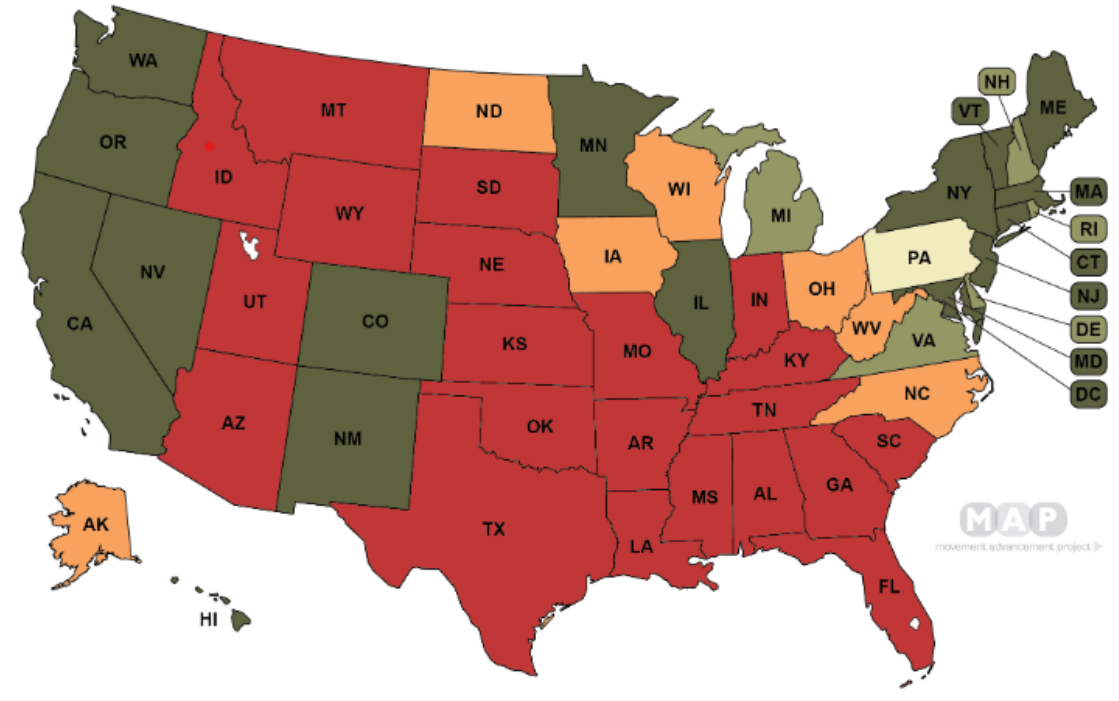 WA
MT
ND
MN
NH
VT
ME
OR
ID
SD
WI
MI
NY
MA
WY
RI
NV
NE
IA
PA
CT
UT
IL
IN
OH
NJ
CA
CO
KS
MO
WV
VA
DE
KY
MD
AZ
NM
OK
AR
TN
NC
DC
SC
TX
MS
AL
GA
LA
AK
FL
HI
MAP
movement advancement project